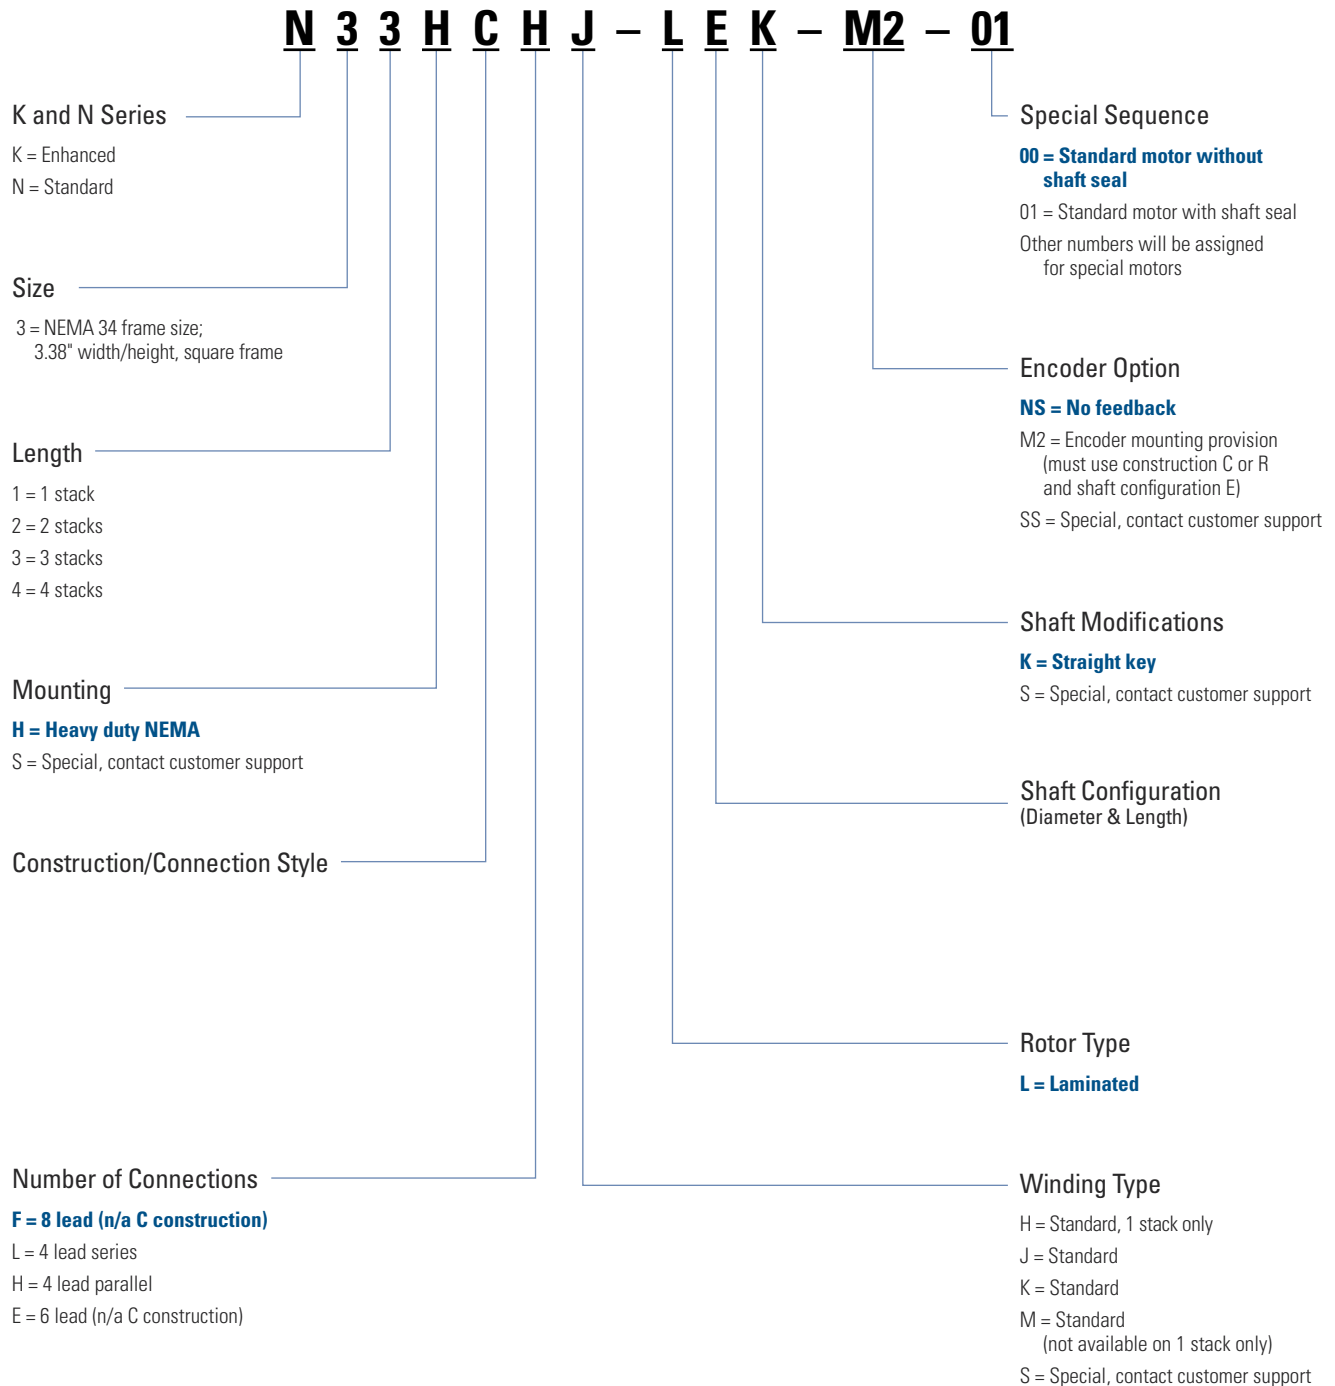 N 3 3 H C H J – L E K – M2 – 01
K and N Series
K = Enhanced
N = Standard
Size
3 = NEMA 34 frame size;
3.38" width/height, square frame
Length
1 = 1 stack
2 = 2 stacks
3 = 3 stacks
4 = 4 stacks
Mounting
H = Heavy duty NEMA
S = Special, contact customer support
Construction/Connection Style
Number of Connections
F = 8 lead (n/a C construction)
L = 4 lead series
H = 4 lead parallel
E = 6 lead (n/a C construction)
Special Sequence
00 = Standard motor without
shaft seal
01 = Standard motor with shaft seal
Other numbers will be assigned
for special motors
Encoder Option
NS = No feedback
M2 = Encoder mounting provision
(must use construction C or R
and shaft configuration E)
SS = Special, contact customer support
Shaft Modifications
K = Straight key
S = Special, contact customer support
Shaft Configuration
(Diameter & Length)
Rotor Type
L = Laminated
Winding Type
H = Standard, 1 stack only
J = Standard
K = Standard
M = Standard
(not available on 1 stack only)
S = Special, contact customer support